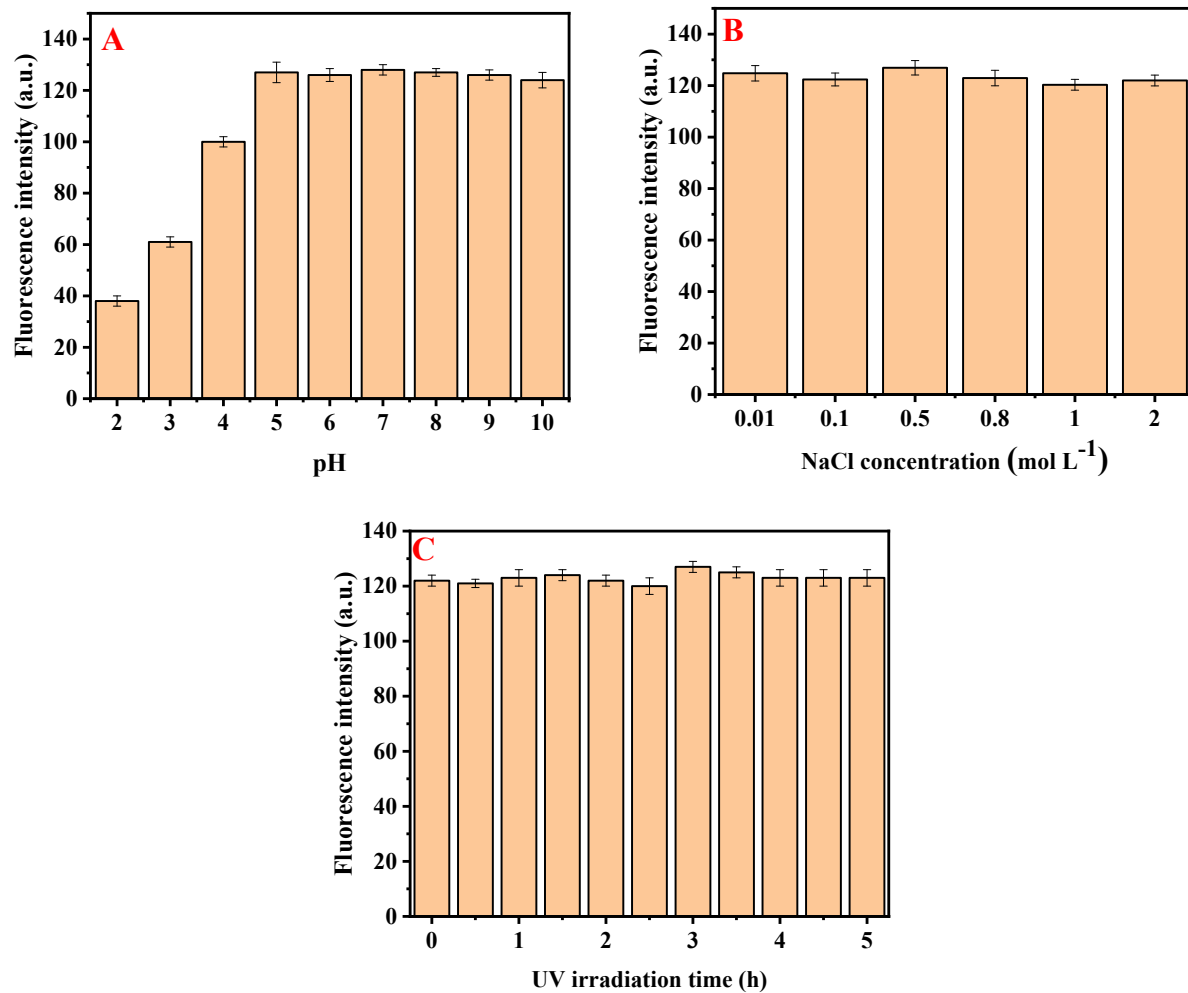 A
Fluorescence intensity (a.u.)
140
120
100
80
60
40
20
0
2 3 4 5 6 7 8 9 10
pH
B
Fluorescence intensity (a.u.)
140
120
100
80
60
40
20
0
0.01 0.1 0.5 0.8 1 2
NaCl concentration (mol L⁻¹)
C
Fluorescence intensity (a.u.)
140
120
100
80
60
40
20
0
0 1 2 3 4 5
UV irradiation time (h)